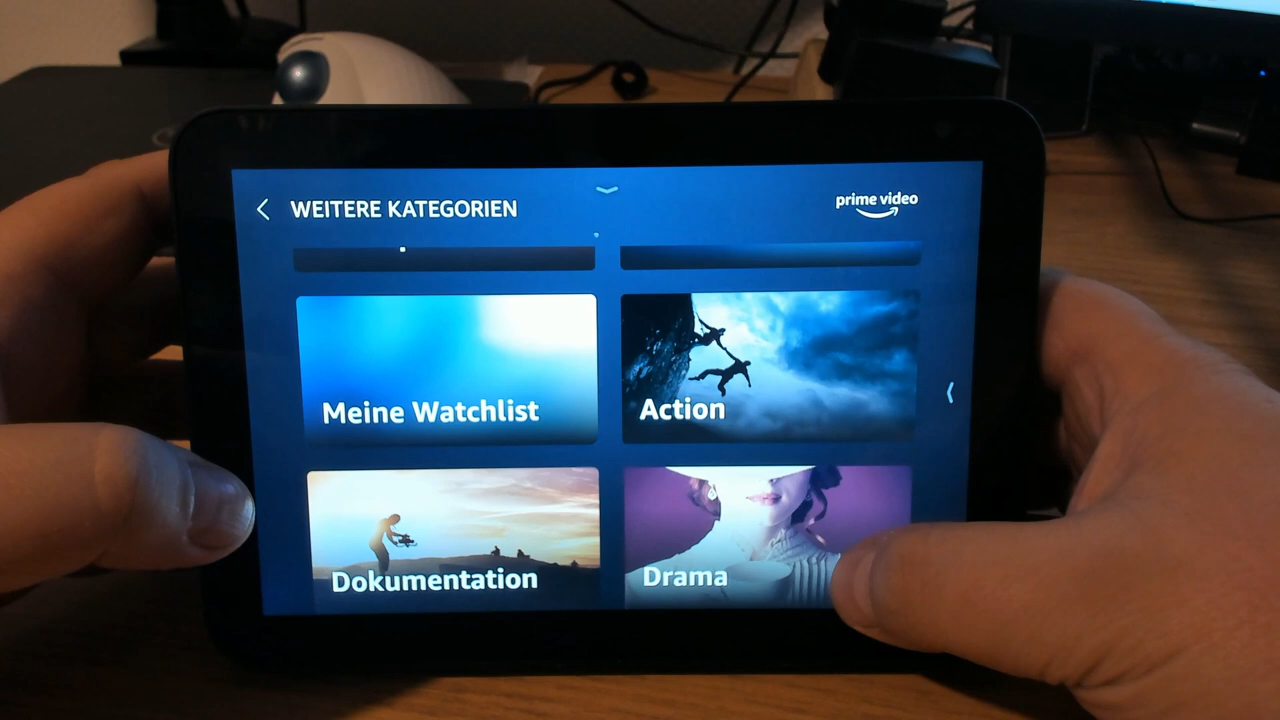 WEITERE KATEGORIEN
prime video
Meine Watchlist
Action
Dokumentation
Drama